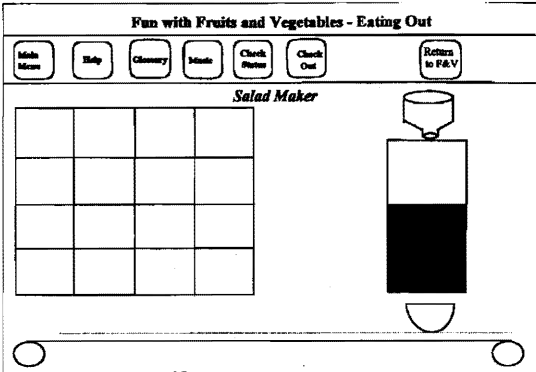 Fun with Fruits and Vegetables - Eating Out
Main
Menu
Help
Glossary
Music
Check
Status
Check
Out
Return
to F&V
Salad Maker